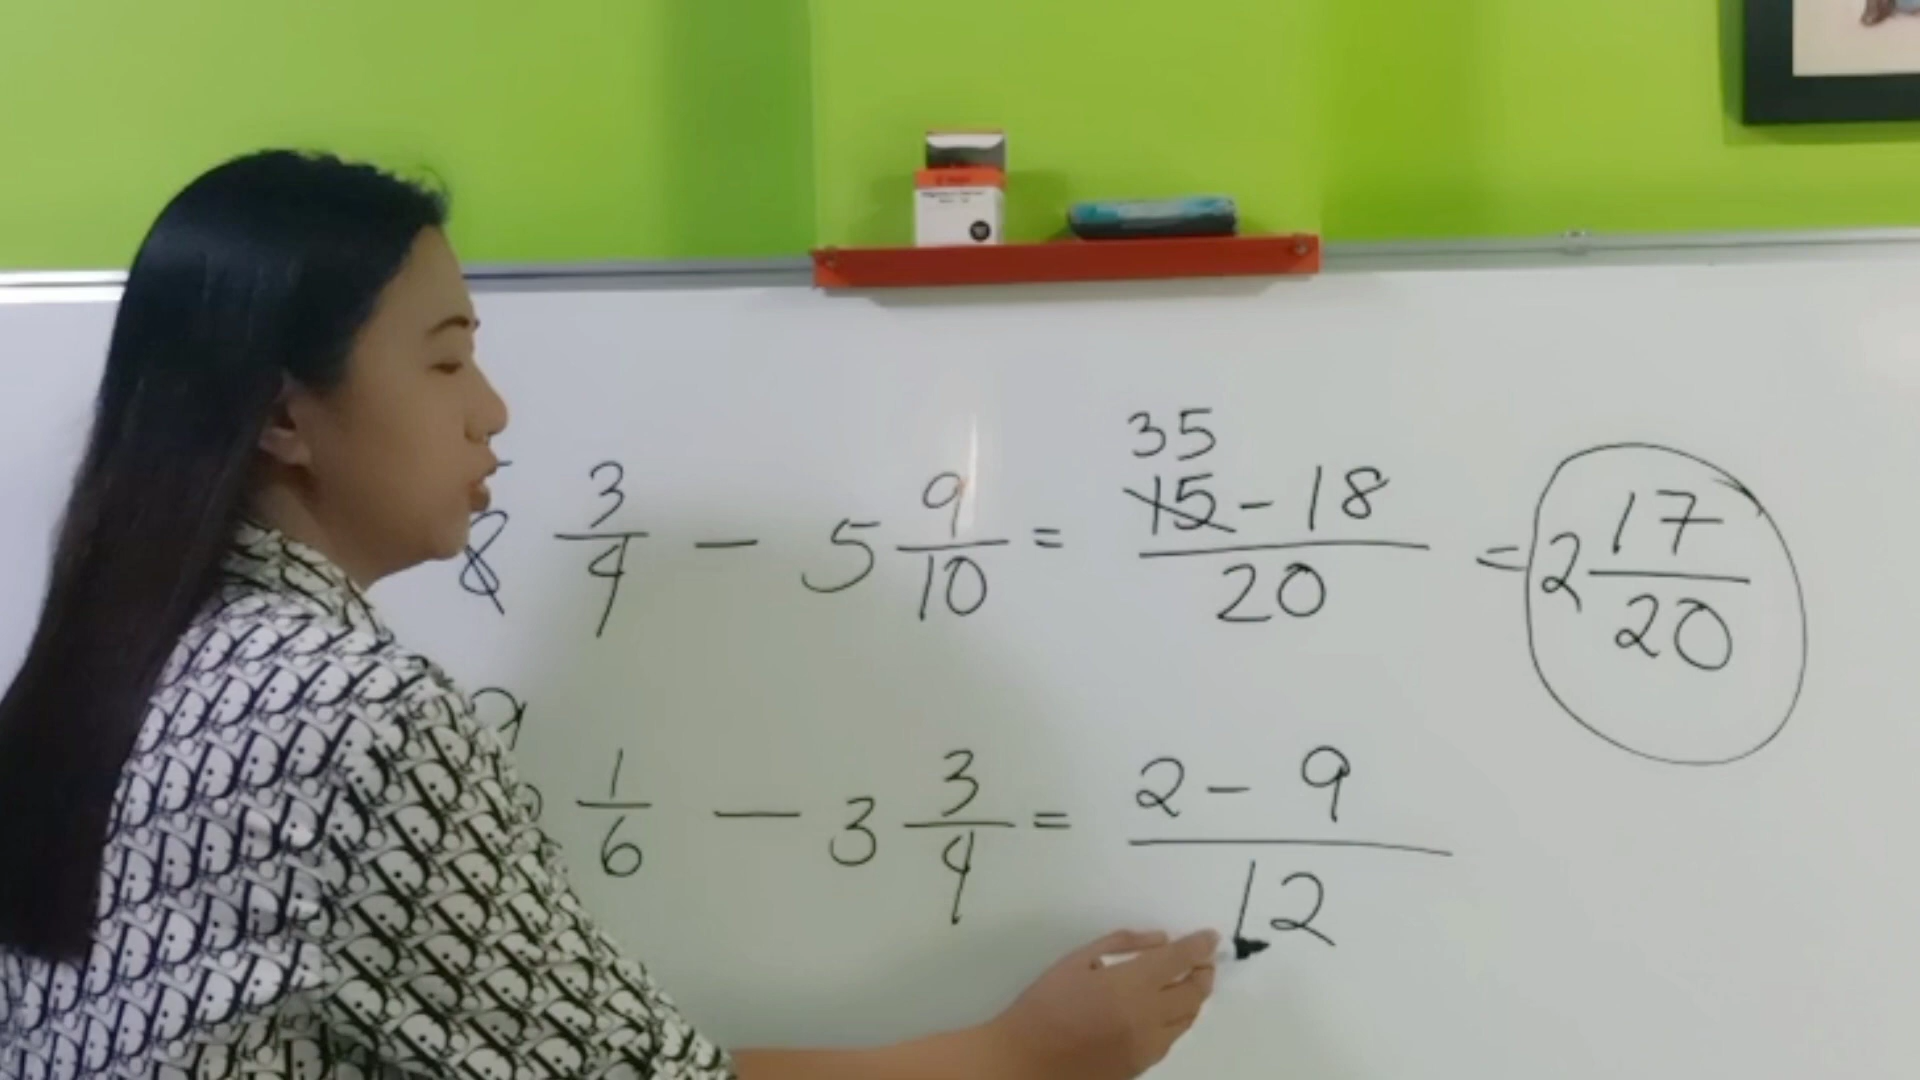 35
8 3/4 - 5 9/10 = 15 - 18 / 20 = 2 17/20
1/6 - 3 3/4 = 2 - 9 / 12